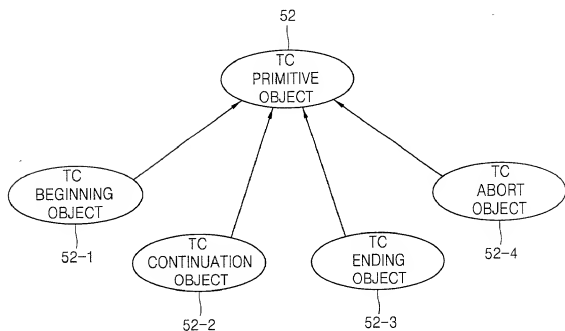 52
TC
PRIMITIVE
OBJECT
TC
BEGINNING
OBJECT
52-1
TC
CONTINUATION
OBJECT
52-2
TC
ENDING
OBJECT
52-3
TC
ABORT
OBJECT
52-4